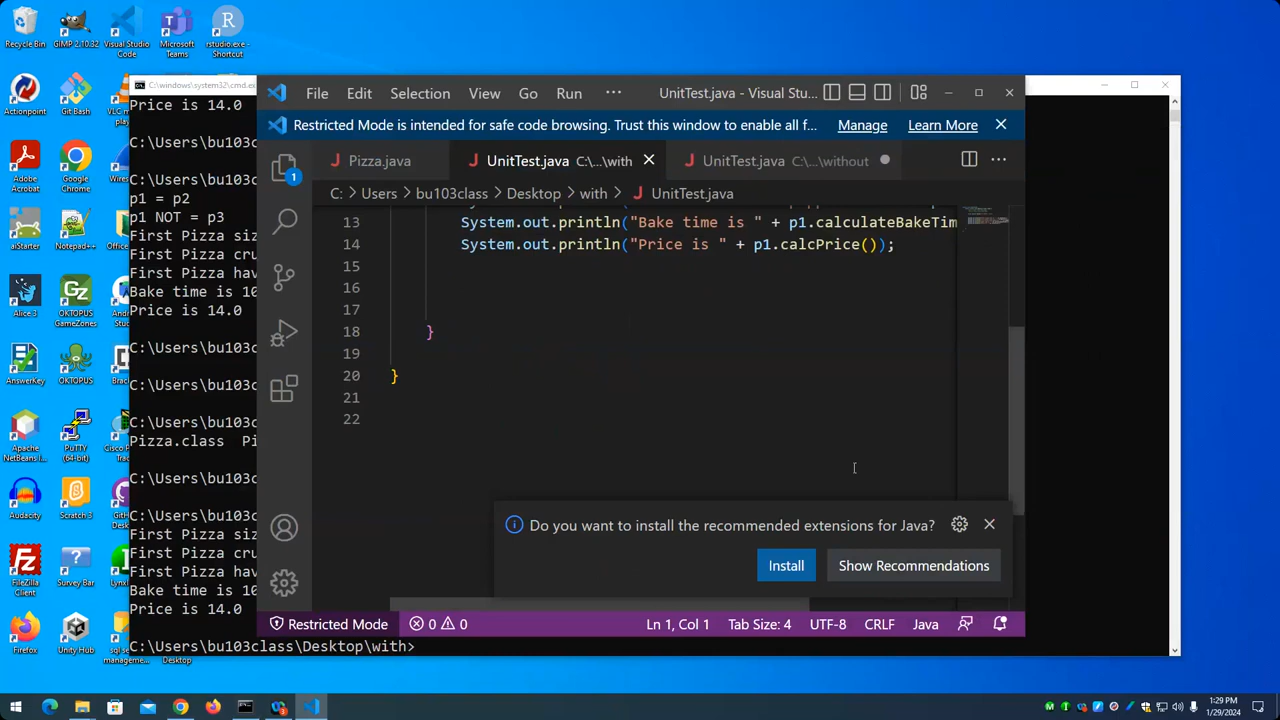 Recycle Bin
GIMP 2.10.32
Visual Studio Code
Microsoft Teams
rstudio.exe - Shortcut
Actionpoint
Git Bash
Adobe Acrobat
Google Chrome
aiStarter
Notepad++
Alice 3
OKTOPUS GameZones
AnswerKey
OKTOPUS
Apache NetBeans I...
PuTTY (64-bit)
Audacity
Scratch 3
FileZilla Client
Survey Bar
Firefox
Unity Hub
C:\windows\system32\cmd.e
Price is 14.0
C:\Users\bu103c
C:\Users\bu103c
p1 = p2
p1 NOT = p3
First Pizza siz
First Pizza cru
First Pizza hav
Bake time is 10
Price is 14.0
C:\Users\bu103c
C:\Users\bu103c
C:\Users\bu103c
Pizza.class Pi
C:\Users\bu103c
C:\Users\bu103c
First Pizza siz
First Pizza cru
First Pizza hav
Bake time is 10
Price is 14.0
C:\Users\bu103class\Desktop\with>
File Edit Selection View Go Run ··· UnitTest.java - Visual Stu...
Restricted Mode is intended for safe code browsing. Trust this window to enable all f... Manage Learn More
J Pizza.java J UnitTest.java C:\...\with J UnitTest.java C:\...\without
C: > Users > bu103class > Desktop > with > J UnitTest.java
1
13 System.out.println("Bake time is " + p1.calculateBakeTim
14 System.out.println("Price is " + p1.calcPrice());
15
16
17
18 }
19
20 }
21
22
Do you want to install the recommended extensions for Java?
Install Show Recommendations
Restricted Mode 0 0 Ln 1, Col 1 Tab Size: 4 UTF-8 CRLF Java
1:29 PM
1/29/2024